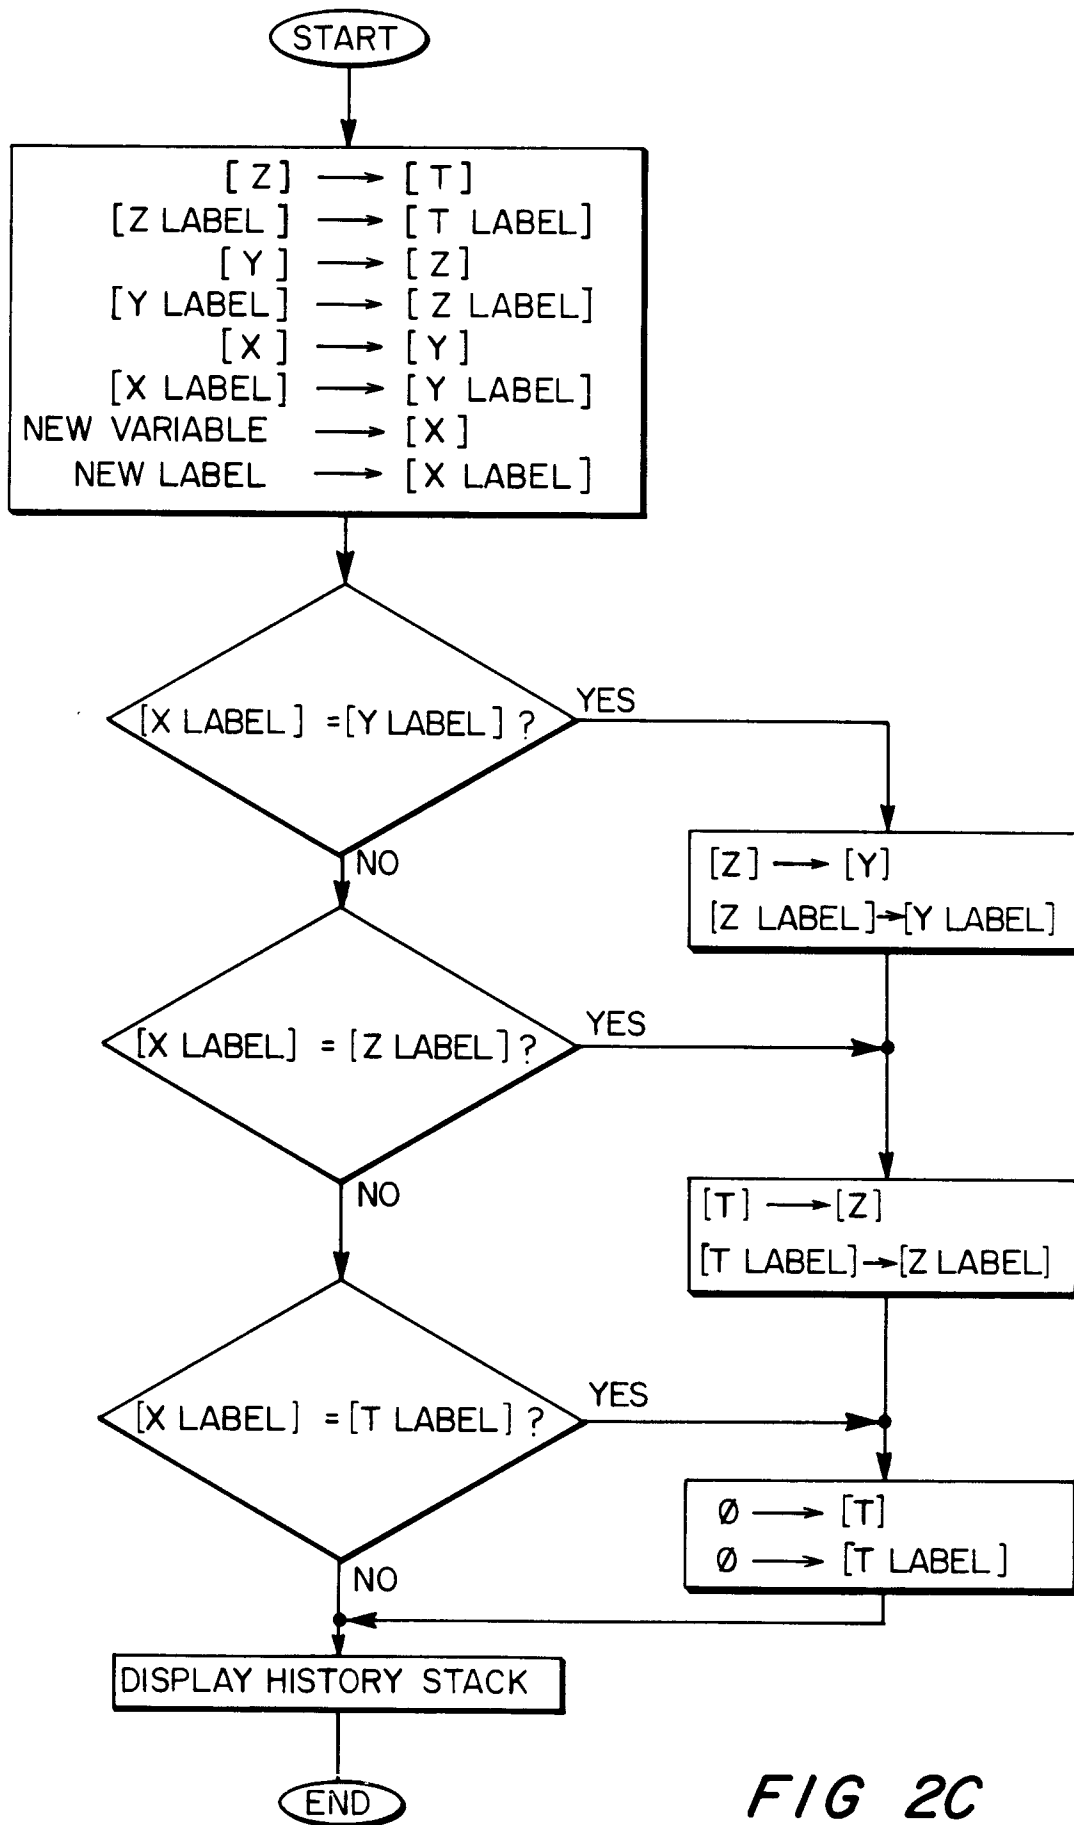 START
[ Z ] → [ T ]
[Z LABEL ] → [ T LABEL ]
[ Y ] → [ Z ]
[Y LABEL] → [ Z LABEL ]
[ X ] → [ Y ]
[X LABEL] → [ Y LABEL ]
NEW VARIABLE → [ X ]
NEW LABEL → [ X LABEL ]
[X LABEL ] = [Y LABEL ] ?
YES
NO
[Z] → [Y]
[Z LABEL]→[Y LABEL]
[X LABEL] = [Z LABEL] ?
YES
NO
[T] → [Z]
[T LABEL]→[Z LABEL]
[X LABEL ] = [T LABEL] ?
YES
NO
Ø → [T]
Ø → [T LABEL ]
DISPLAY HISTORY STACK
END
FIG 2C